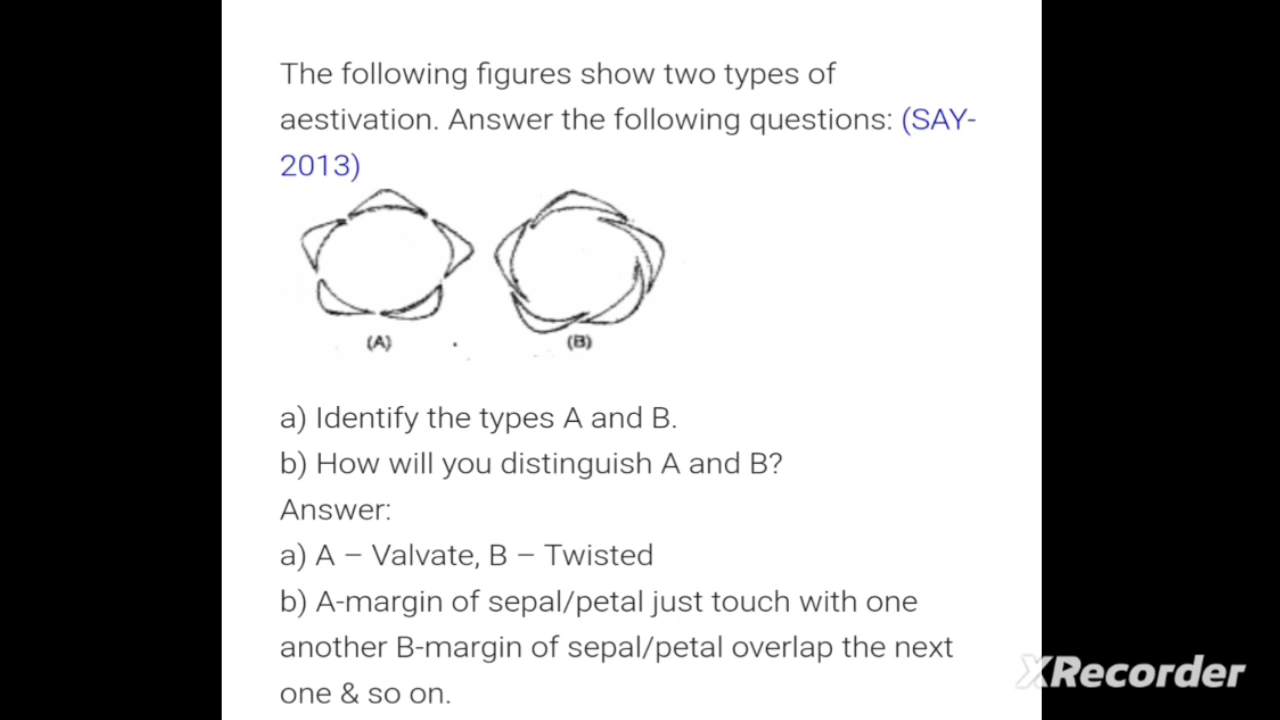 The following figures show two types of
aestivation. Answer the following questions: (SAY-
2013)
(A)
(B)
a) Identify the types A and B.
b) How will you distinguish A and B?
Answer:
a) A – Valvate, B – Twisted
b) A-margin of sepal/petal just touch with one
another B-margin of sepal/petal overlap the next
one & so on.
XRecorder